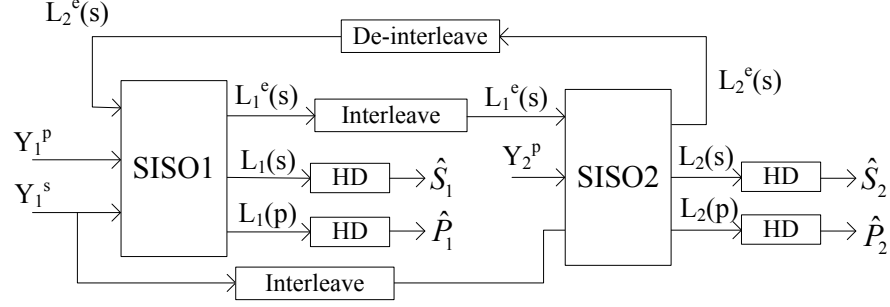 L₂ᵉ(s)
De-interleave
L₁ᵉ(s)
Interleave
L₁ᵉ(s)
L₂ᵉ(s)
Y₁ᵖ
SISO1
L₁(s)
HD
Ŝ₁
Y₂ᵖ
SISO2
L₂(s)
HD
Ŝ₂
Y₁ˢ
L₁(p)
HD
P̂₁
L₂(p)
HD
P̂₂
Interleave